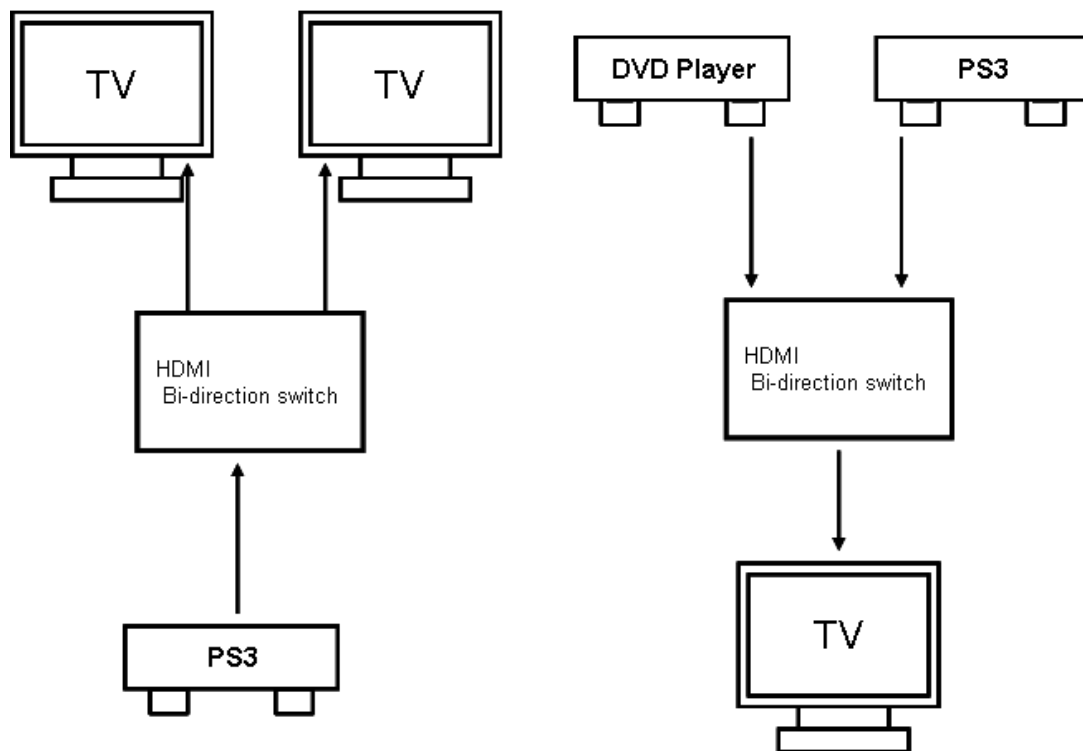 TV
TV
HDMI
Bi-direction switch
PS3
DVD Player
PS3
HDMI
Bi-direction switch
TV